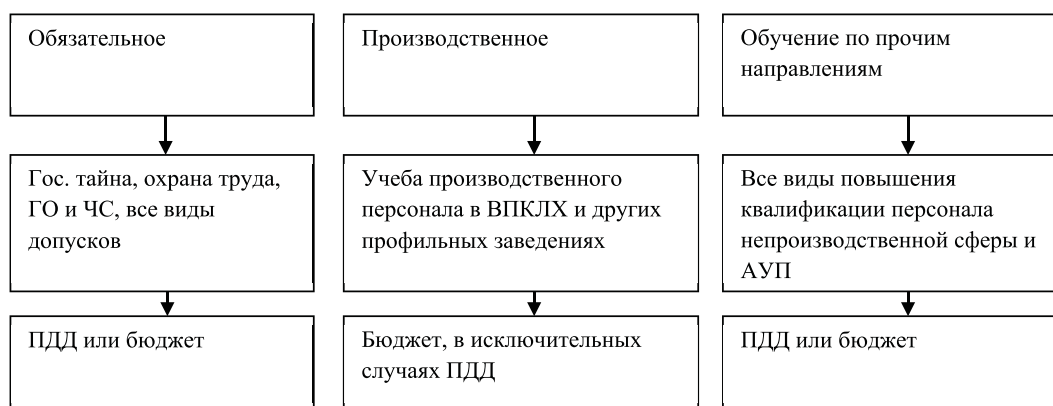 Обязательное
Производственное
Обучение по прочим
направлениям
Гос. тайна, охрана труда,
ГО и ЧС, все виды
допусков
Учеба производственного
персонала в ВПКЛХ и других
профильных заведениях
Все виды повышения
квалификации персонала
непроизводственной сферы и
АУП
ПДД или бюджет
Бюджет, в исключительных
случаях ПДД
ПДД или бюджет